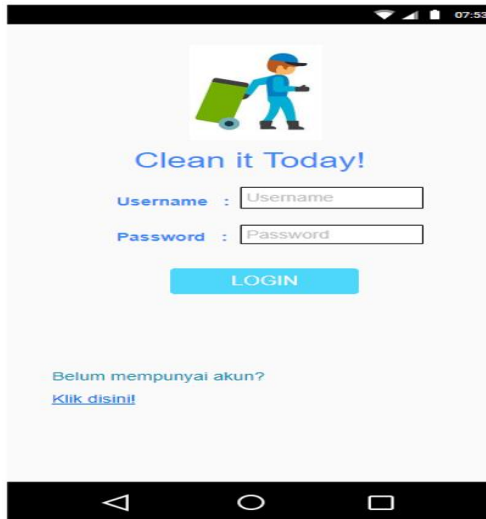 07:53
Clean it Today!
Username : Username
Password : Password
LOGIN
Belum mempunyai akun?
Klik disini!